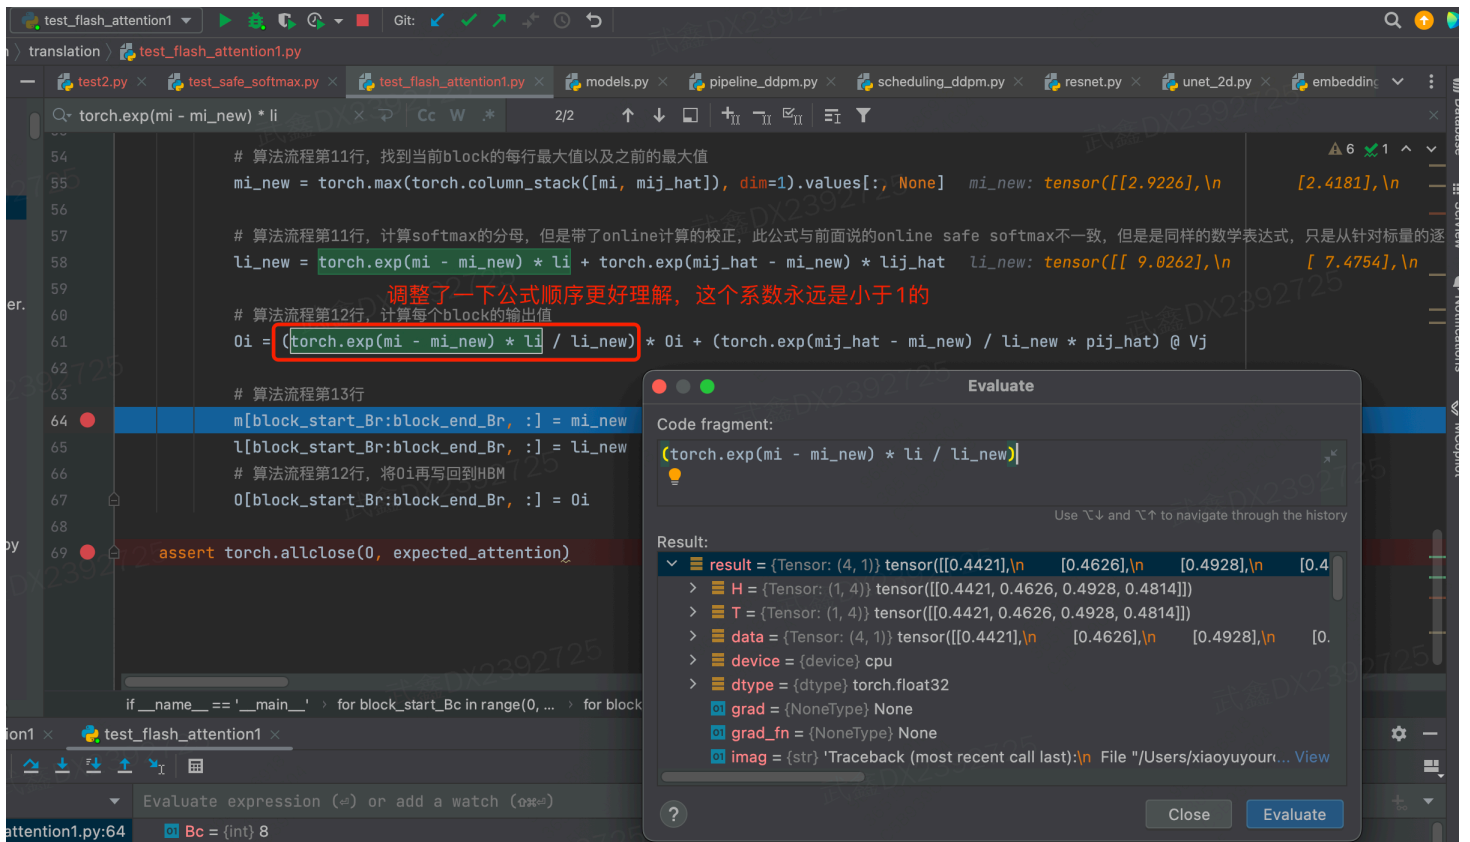 test_flash_attention1
Git:
translation
test_flash_attention1.py
test2.py
test_safe_softmax.py
test_flash_attention1.py
models.py
pipeline_ddpm.py
scheduling_ddpm.py
resnet.py
unet_2d.py
embedding
torch.exp(mi - mi_new) * li
Cc W .*
2/2
6 1
54 # 算法流程第11行，找到当前block的每行最大值以及之前的最大值
55 mi_new = torch.max(torch.column_stack([mi, mij_hat]), dim=1).values[:, None] mi_new: tensor([[2.9226],\n [2.4181],\n
56
57 # 算法流程第11行，计算softmax的分母，但是带了online计算的校正，此公式与前面说的online safe softmax不一致，但是是同样的数学表达式，只是从针对标量的逐
58 li_new = torch.exp(mi - mi_new) * li + torch.exp(mij_hat - mi_new) * lij_hat li_new: tensor([[ 9.0262],\n [ 7.4754],\n
59
调整了一下公式顺序更好理解，这个系数永远是小于1的
er.
60 # 算法流程第12行，计算每个block的输出值
61 Oi = (torch.exp(mi - mi_new) * li / li_new) * Oi + (torch.exp(mij_hat - mi_new) / li_new * pij_hat) @ Vj
62
63 # 算法流程第13行
64 m[block_start_Br:block_end_Br, :] = mi_new
65 l[block_start_Br:block_end_Br, :] = li_new
66 # 算法流程第12行，将Oi再写回到HBM
67 O[block_start_Br:block_end_Br, :] = Oi
68
69 assert torch.allclose(O, expected_attention)
Evaluate
Code fragment:
(torch.exp(mi - mi_new) * li / li_new)
Use ⌥↓ and ⌥↑ to navigate through the history
Result:
result = {Tensor: (4, 1)} tensor([[0.4421],\n [0.4626],\n [0.4928],\n [0.4
H = {Tensor: (1, 4)} tensor([[0.4421, 0.4626, 0.4928, 0.4814]])
T = {Tensor: (1, 4)} tensor([[0.4421, 0.4626, 0.4928, 0.4814]])
data = {Tensor: (4, 1)} tensor([[0.4421],\n [0.4626],\n [0.4928],\n [0.
device = {device} cpu
dtype = {dtype} torch.float32
grad = {NoneType} None
grad_fn = {NoneType} None
imag = {str} 'Traceback (most recent call last):\n File "/Users/xiaoyuyour(... View
Close
Evaluate
if __name__ == '__main__' › for block_start_Bc in range(0, ... › for block
ion1
test_flash_attention1
Evaluate expression (⏎) or add a watch (⇧⌘⏎)
attention1.py:64
Bc = {int} 8
Notifications
武鑫DX2392725